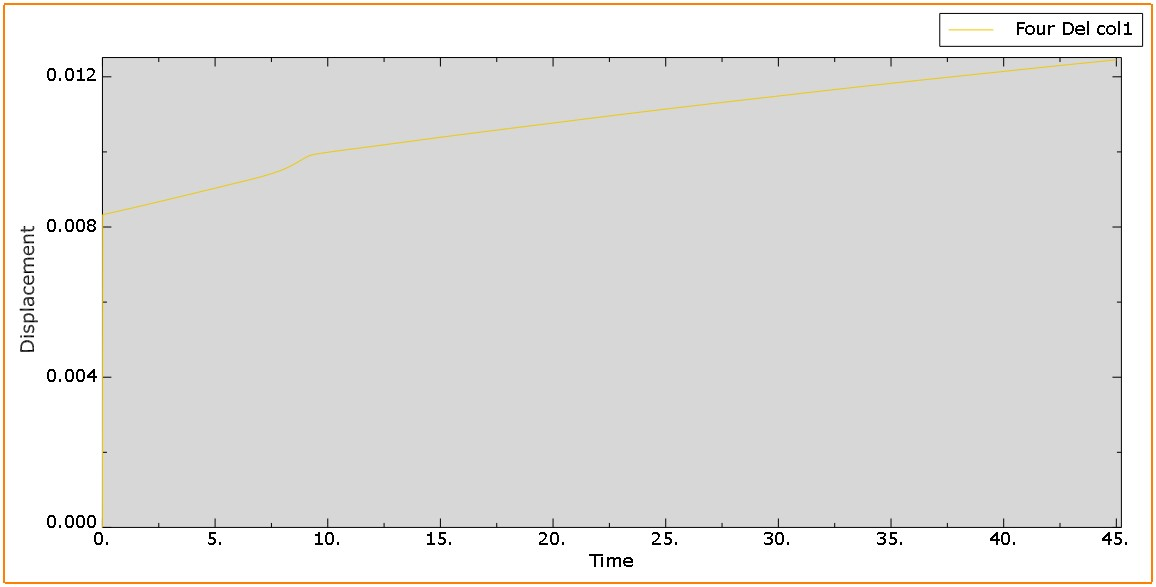 Four Del col1
0.012
0.008
0.004
0.000
Displacement
0. 5. 10. 15. 20. 25. 30. 35. 40. 45.
Time